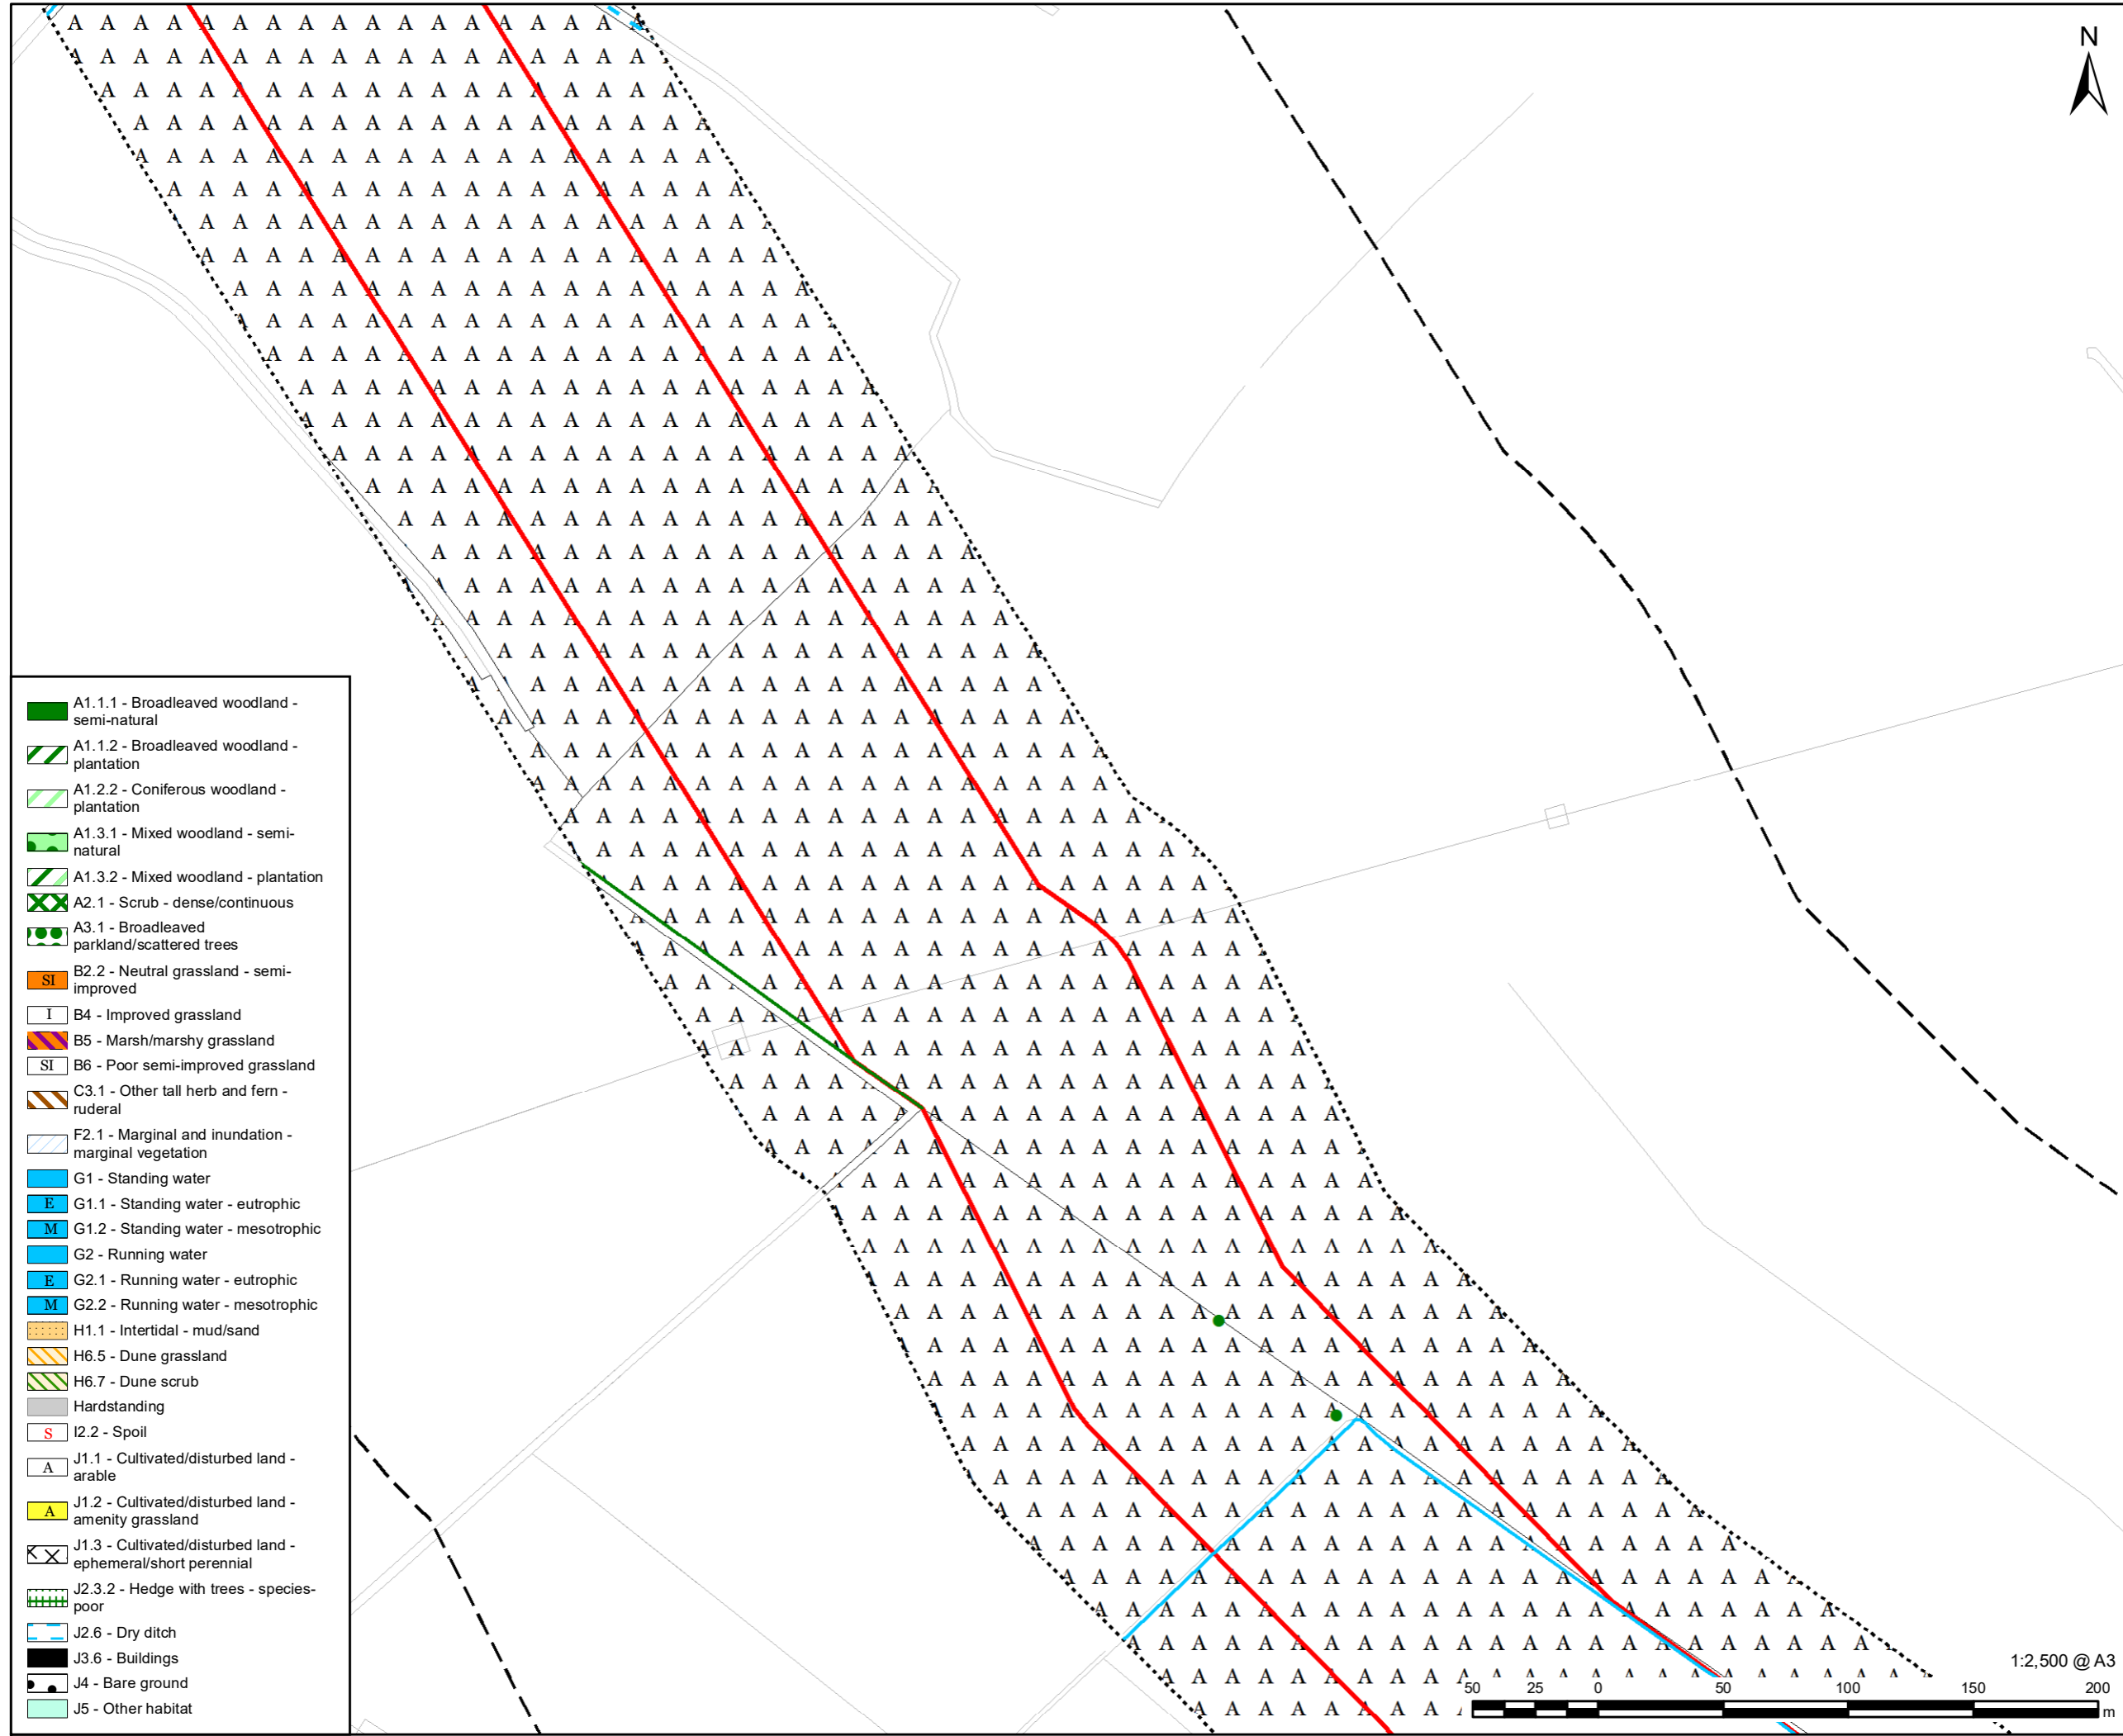 N
A1.1.1 - Broadleaved woodland -
semi-natural
A1.1.2 - Broadleaved woodland -
plantation
A1.2.2 - Coniferous woodland -
plantation
A1.3.1 - Mixed woodland - semi-
natural
A1.3.2 - Mixed woodland - plantation
A2.1 - Scrub - dense/continuous
A3.1 - Broadleaved
parkland/scattered trees
SI B2.2 - Neutral grassland - semi-
improved
I B4 - Improved grassland
B5 - Marsh/marshy grassland
SI B6 - Poor semi-improved grassland
C3.1 - Other tall herb and fern -
ruderal
F2.1 - Marginal and inundation -
marginal vegetation
G1 - Standing water
E G1.1 - Standing water - eutrophic
M G1.2 - Standing water - mesotrophic
G2 - Running water
E G2.1 - Running water - eutrophic
M G2.2 - Running water - mesotrophic
H1.1 - Intertidal - mud/sand
H6.5 - Dune grassland
H6.7 - Dune scrub
Hardstanding
S I2.2 - Spoil
A J1.1 - Cultivated/disturbed land -
arable
A J1.2 - Cultivated/disturbed land -
amenity grassland
J1.3 - Cultivated/disturbed land -
ephemeral/short perennial
J2.3.2 - Hedge with trees - species-
poor
J2.6 - Dry ditch
J3.6 - Buildings
J4 - Bare ground
J5 - Other habitat
1:2,500 @ A3
50 25 0 50 100 150 200
m